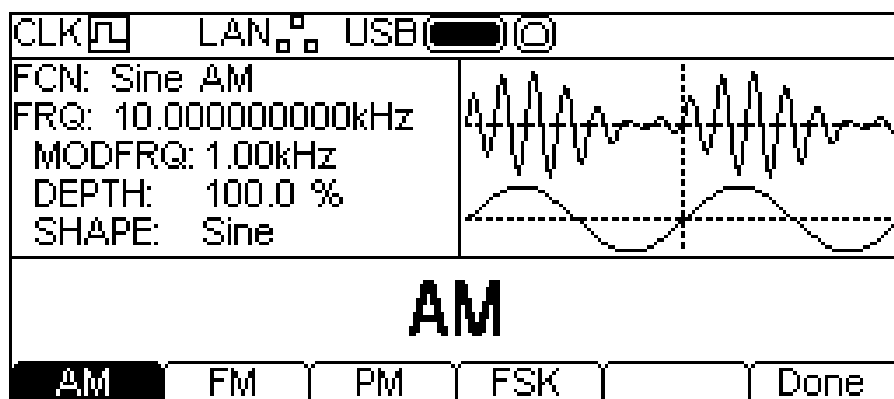 CLK LAN USB
FCN: Sine AM
FRQ: 10.000000000kHz
MODFRQ: 1.00kHz
DEPTH: 100.0 %
SHAPE: Sine
AM
AM FM PM FSK Done